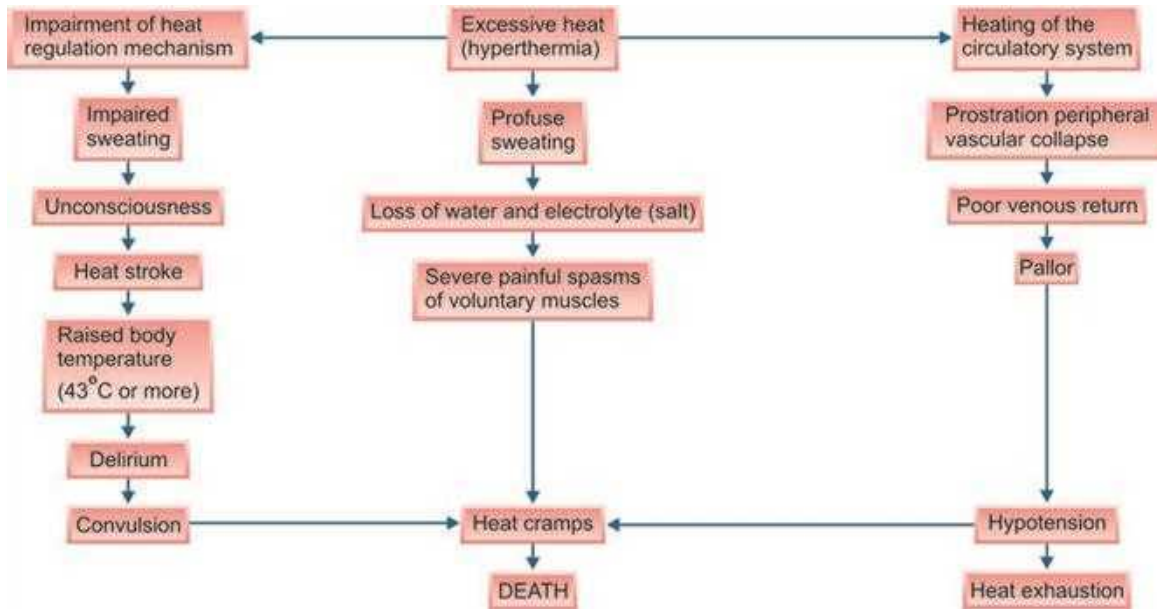 Impairment of heat
regulation mechanism
Excessive heat
(hyperthermia)
Heating of the
circulatory system
Impaired
sweating
Profuse
sweating
Prostration peripheral
vascular collapse
Unconsciousness
Loss of water and electrolyte (salt)
Poor venous return
Heat stroke
Severe painful spasms
of voluntary muscles
Pallor
Raised body
temperature
(43°C or more)
Delirium
Convulsion
Heat cramps
Hypotension
DEATH
Heat exhaustion